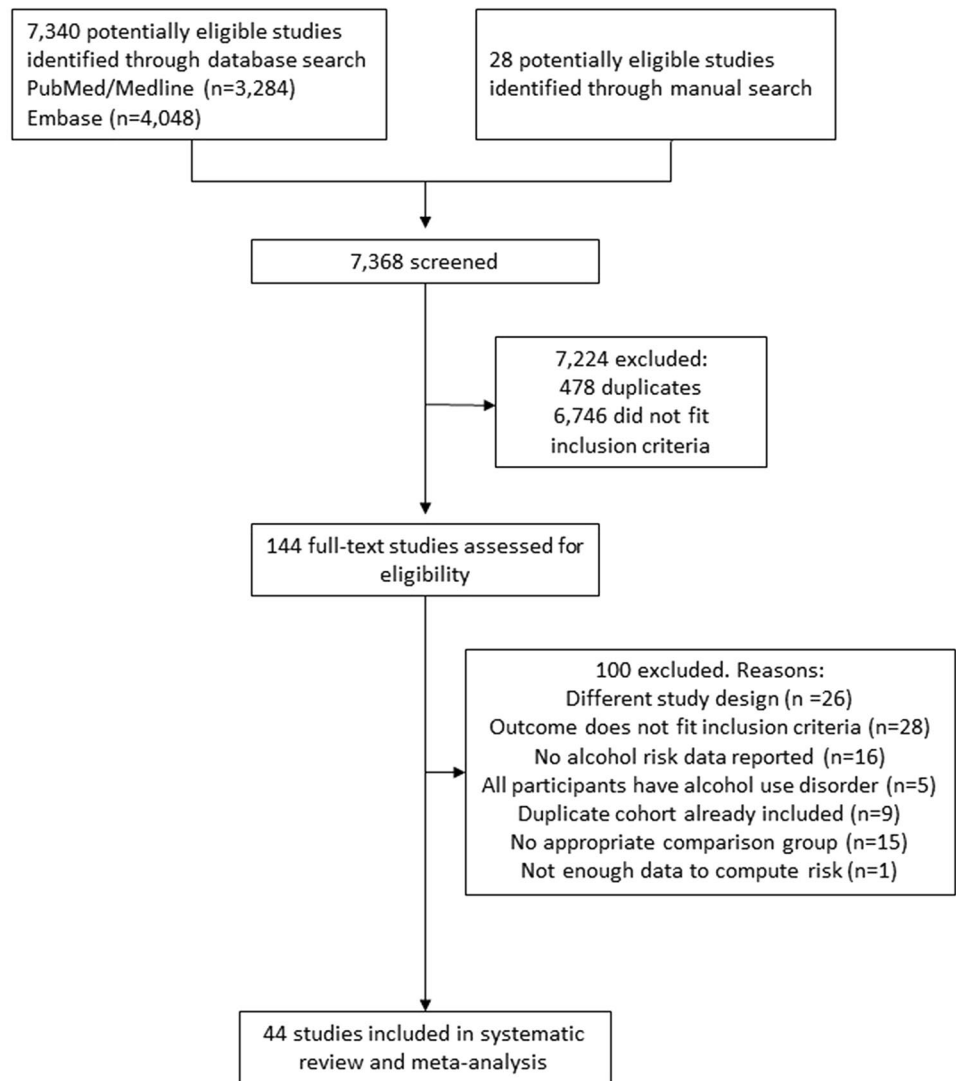 7,340 potentially eligible studies
identified through database search
PubMed/Medline (n=3,284)
Embase (n=4,048)
28 potentially eligible studies
identified through manual search
7,368 screened
7,224 excluded:
478 duplicates
6,746 did not fit
inclusion criteria
144 full-text studies assessed for
eligibility
100 excluded. Reasons:
Different study design (n =26)
Outcome does not fit inclusion criteria (n=28)
No alcohol risk data reported (n=16)
All participants have alcohol use disorder (n=5)
Duplicate cohort already included (n=9)
No appropriate comparison group (n=15)
Not enough data to compute risk (n=1)
44 studies included in systematic
review and meta-analysis